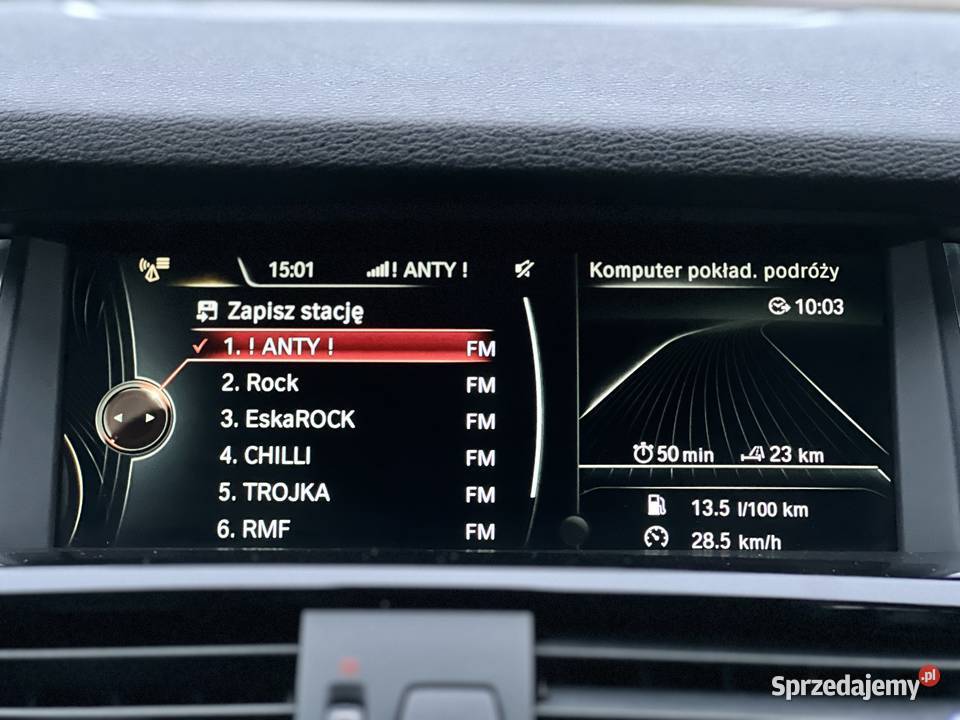 15:01 ! ANTY !
Zapisz stację
1. ! ANTY ! FM
2. Rock FM
3. EskaROCK FM
4. CHILLI FM
5. TROJKA FM
6. RMF FM
Komputer pokład. podróży
10:03
50 min 23 km
13.5 l/100 km
28.5 km/h
Sprzedajemy.pl